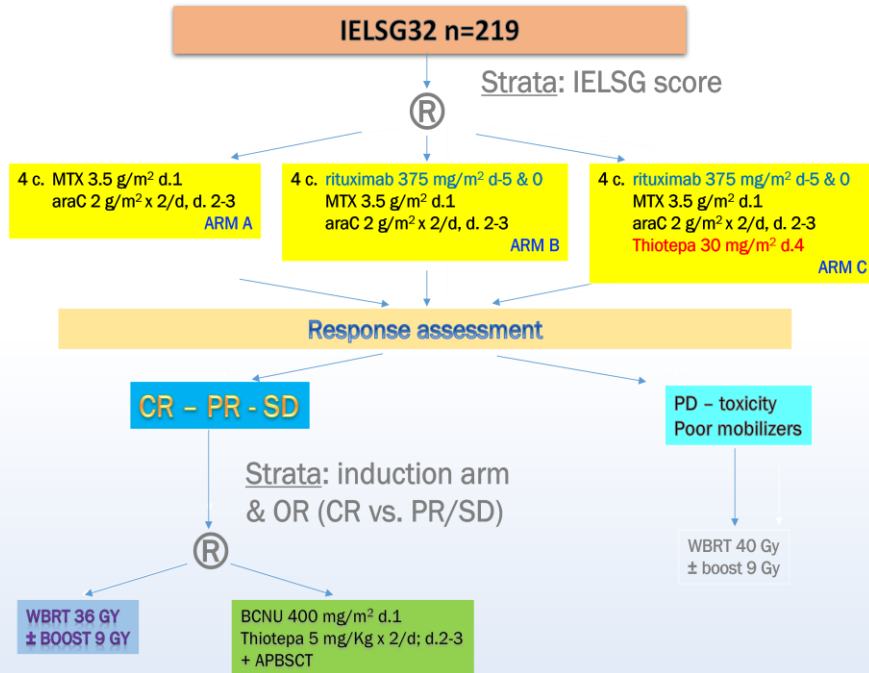 IELSG32 n=219
Strata: IELSG score
®
4 c. MTX 3.5 g/m² d.1
araC 2 g/m² x 2/d, d. 2-3
ARM A
4 c. rituximab 375 mg/m² d-5 & 0
MTX 3.5 g/m² d.1
araC 2 g/m² x 2/d, d. 2-3
ARM B
4 c. rituximab 375 mg/m² d-5 & 0
MTX 3.5 g/m² d.1
araC 2 g/m² x 2/d, d. 2-3
Thiotepa 30 mg/m² d.4
ARM C
Response assessment
CR – PR - SD
PD – toxicity
Poor mobilizers
Strata: induction arm
& OR (CR vs. PR/SD)
®
WBRT 40 Gy
± boost 9 Gy
WBRT 36 GY
± BOOST 9 GY
BCNU 400 mg/m² d.1
Thiotepa 5 mg/Kg x 2/d; d.2-3
+ APBSCT